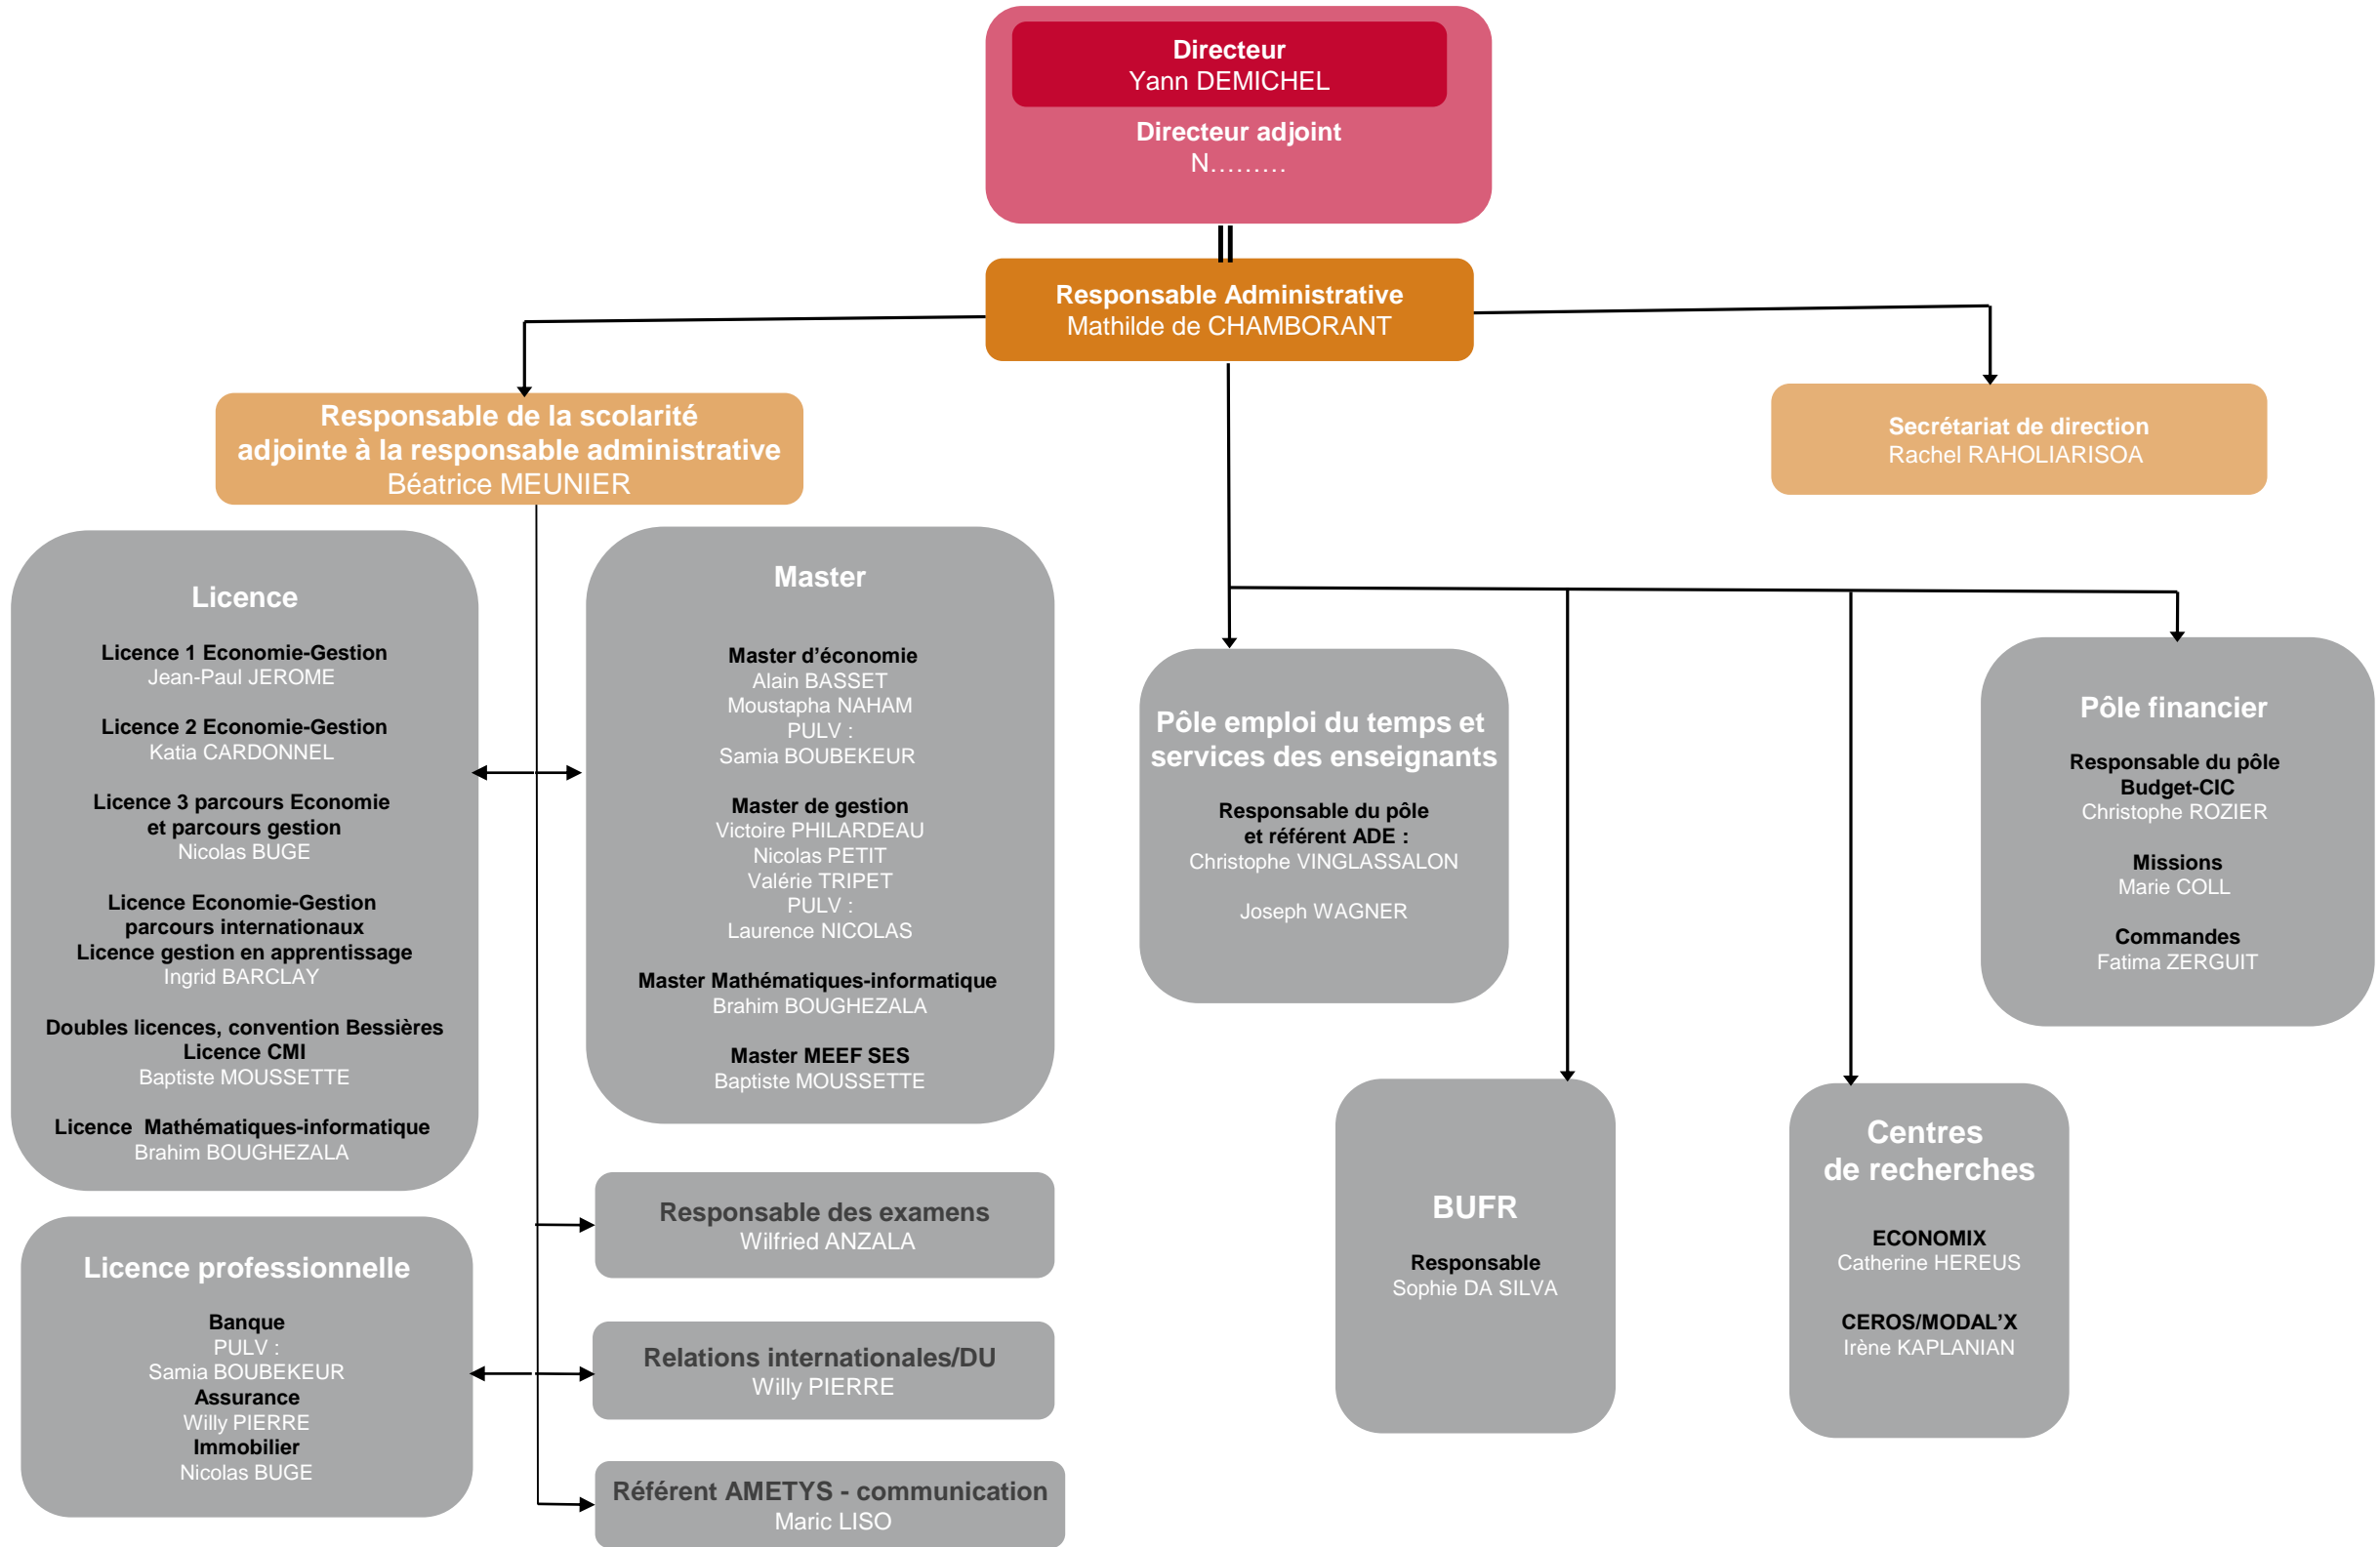 Directeur
Yann DEMICHEL
Directeur adjoint
N………
Responsable Administrative
Mathilde de CHAMBORANT
Responsable de la scolarité
adjointe à la responsable administrative
Béatrice MEUNIER
Secrétariat de direction
Rachel RAHOLIARISOA
Licence
Licence 1 Economie-Gestion
Jean-Paul JEROME
Licence 2 Economie-Gestion
Katia CARDONNEL
Licence 3 parcours Economie
et parcours gestion
Nicolas BUGE
Licence Economie-Gestion
parcours internationaux
Licence gestion en apprentissage
Ingrid BARCLAY
Doubles licences, convention Bessières
Licence CMI
Baptiste MOUSSETTE
Licence  Mathématiques-informatique
Brahim BOUGHEZALA
Master
Master d’économie
Alain BASSET
Moustapha NAHAM
PULV :
Samia BOUBEKEUR
Master de gestion
Victoire PHILARDEAU
Nicolas PETIT
Valérie TRIPET
PULV :
Laurence NICOLAS
Master Mathématiques-informatique
Brahim BOUGHEZALA
Master MEEF SES
Baptiste MOUSSETTE
Pôle emploi du temps et
services des enseignants
Responsable du pôle
et référent ADE :
Christophe VINGLASSALON
Joseph WAGNER
Pôle financier
Responsable du pôle
Budget-CIC
Christophe ROZIER
Missions
Marie COLL
Commandes
Fatima ZERGUIT
Licence professionnelle
Banque
PULV :
Samia BOUBEKEUR
Assurance
Willy PIERRE
Immobilier
Nicolas BUGE
Responsable des examens
Wilfried ANZALA
Relations internationales/DU
Willy PIERRE
Référent AMETYS - communication
Maric LISO
BUFR
Responsable
Sophie DA SILVA
Centres
de recherches
ECONOMIX
Catherine HEREUS
CEROS/MODAL’X
Irène KAPLANIAN